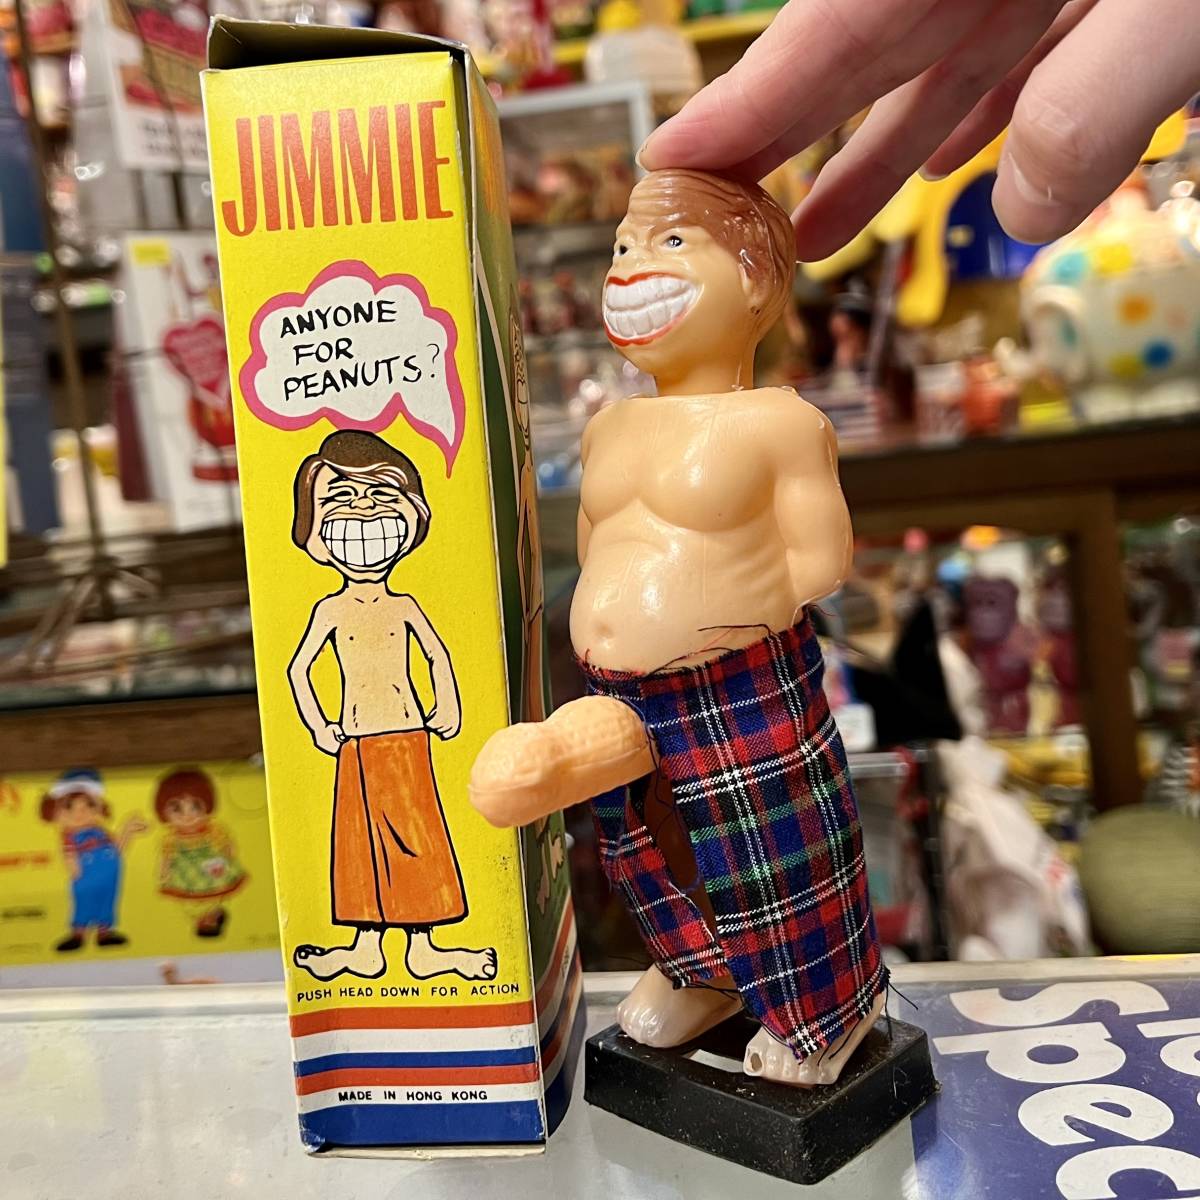 JIMMIE
ANYONE
FOR
PEANUTS?
PUSH HEAD DOWN FOR ACTION
MADE IN HONG KONG